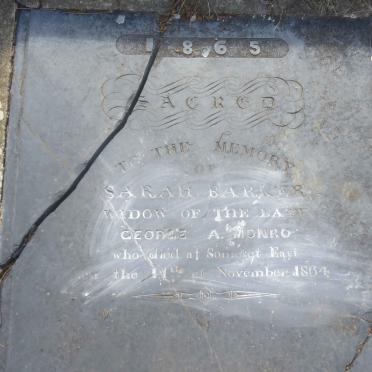 1865
SACRED
TO THE MEMORY
OF
SARAH BARKER
WIDOW OF THE LATE
GEORGE A. MONRO
who died at Somerset East
on the 14th of November 1864